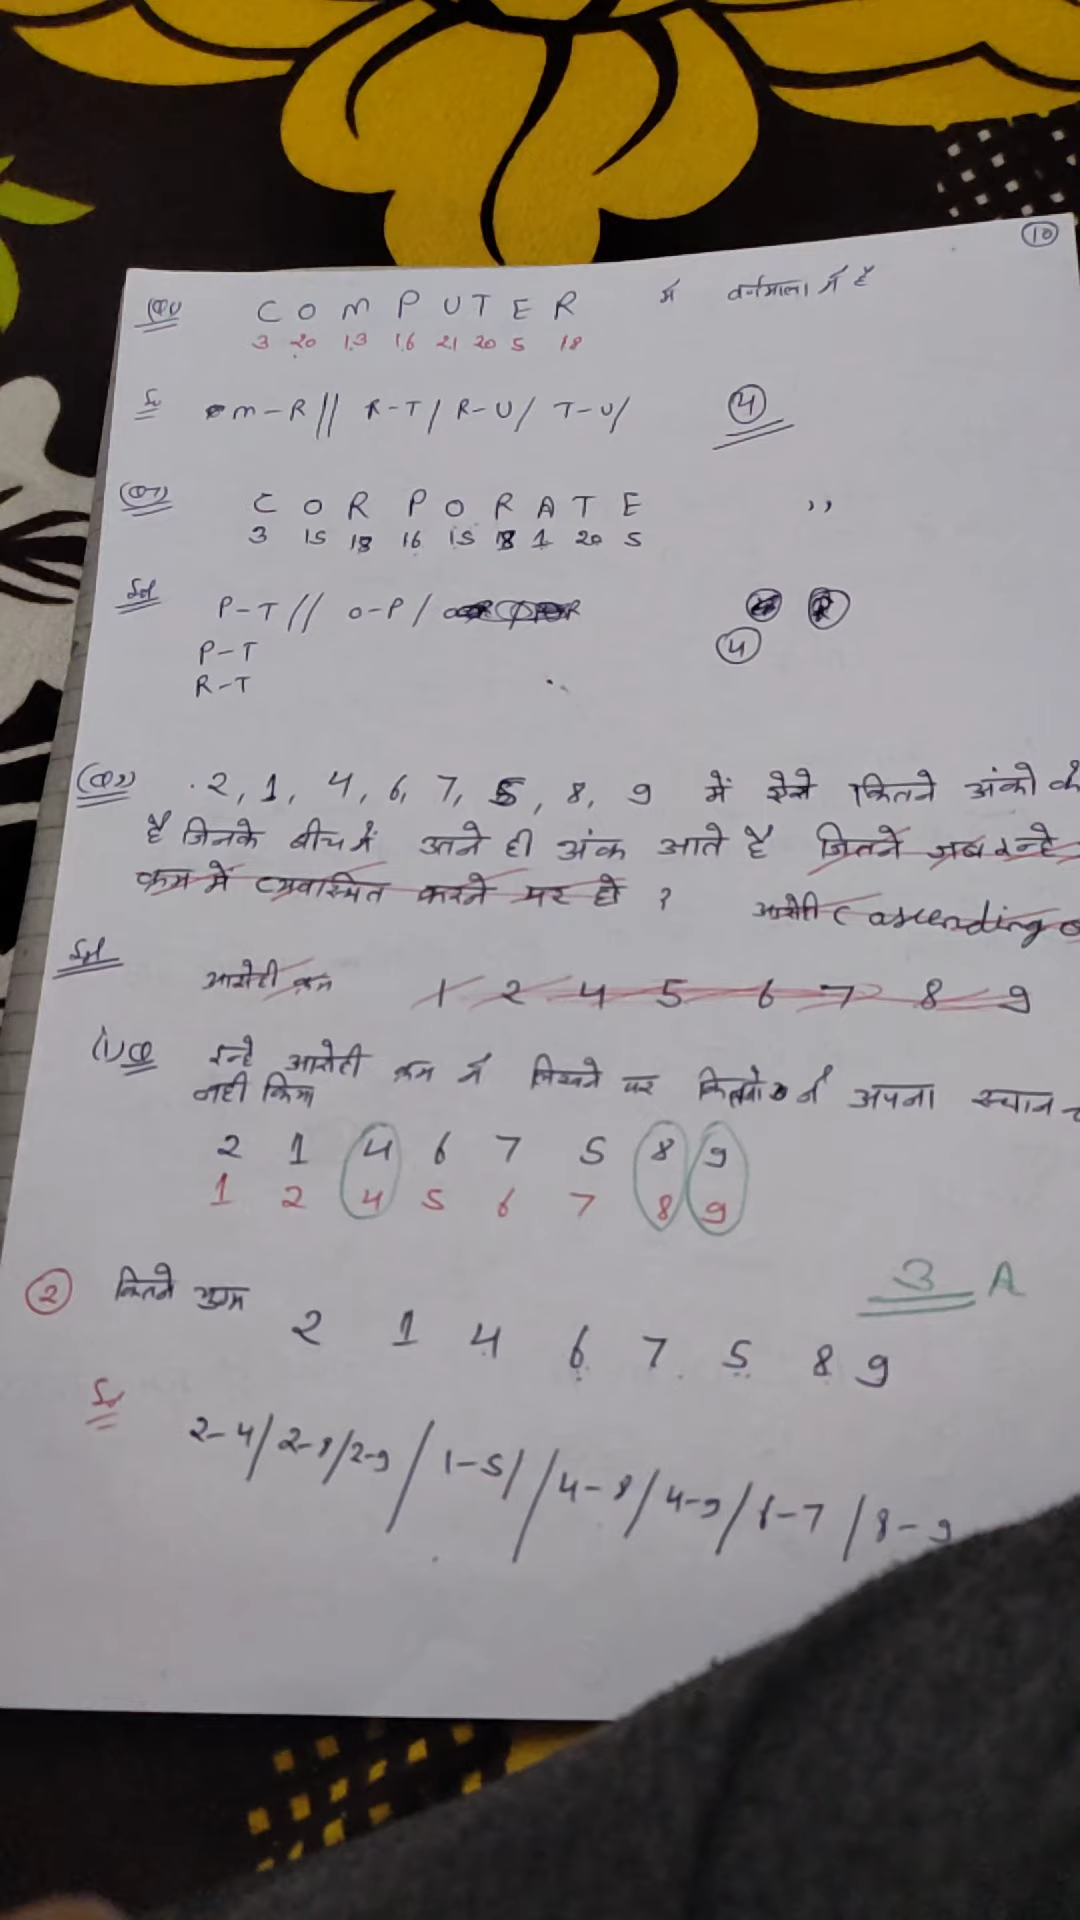 10
C O M P U T E R में वर्णमाला में है
3 20 13 16 21 20 5 18
m-R // R-T / R-U / T-U / 4
C O R P O R A T E ,,
3 15 18 16 15 18 1 20 5
Sol P-T // O-P /
4
P-T
R-T
2, 1, 4, 6, 7, 5, 8, 9 में ऐसे कितने अंको के
है जिनके बीच में उतने ही अंक आते है जितने जब इन्हे
क्रम में व्यवस्थित करने पर हो ? आरोही ( ascending
Sol
आरोही क्रम 1 2 4 5 6 7 8 9
(1) इन्हे आरोही क्रम में लिखने पर ने अपना स्थान
नही किया
2 1 4 6 7 5 8 9
1 2 4 5 6 7 8 9
3 A
2 कितने युग्म
2 1 4 6 7 5 8 9
2-4 / 2-8 / 2-9 / 1-5 // 4-8 / 4-9 / 6-7 / 8-9